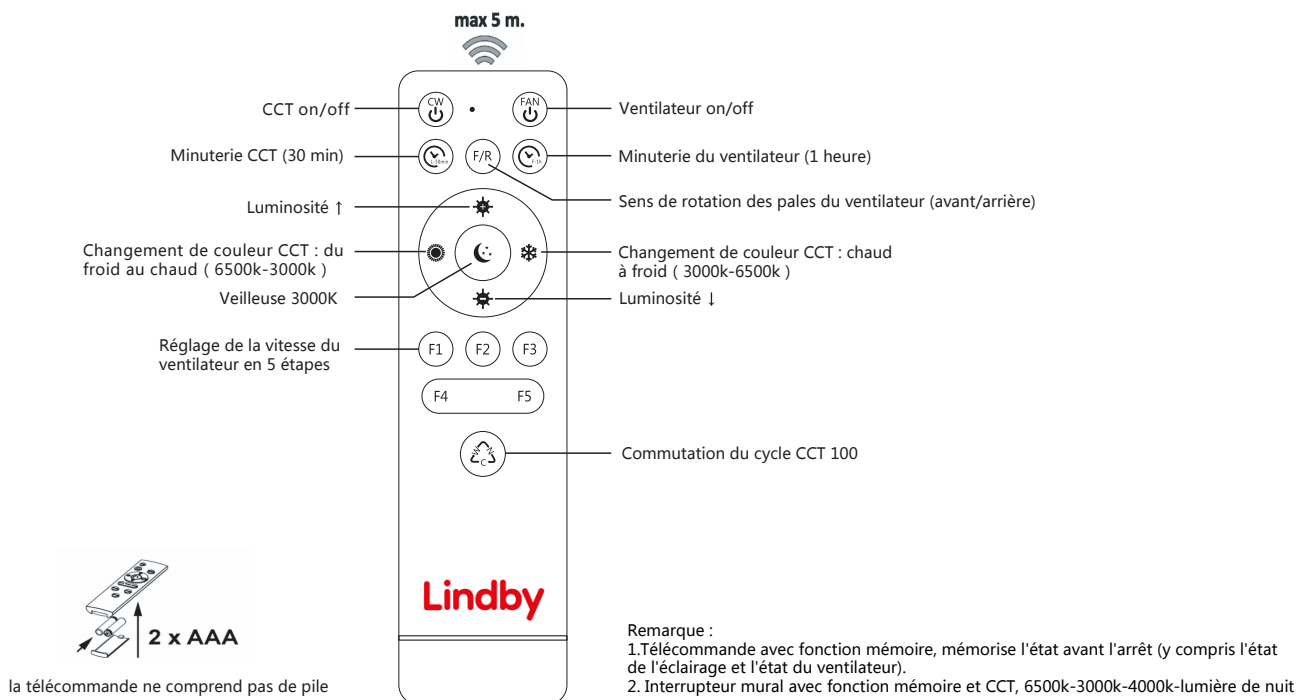 max 5 m.
CCT on/off
CW
FAN
Ventilateur on/off
Minuterie CCT (30 min)
L-30min
F/R
F-1h
Minuterie du ventilateur (1 heure)
Sens de rotation des pales du ventilateur (avant/arrière)
Luminosité ↑
Changement de couleur CCT : du
froid au chaud ( 6500k-3000k )
Changement de couleur CCT : chaud
à froid ( 3000k-6500k )
Veilleuse 3000K
Luminosité ↓
Réglage de la vitesse du
ventilateur en 5 étapes
F1
F2
F3
F4
F5
C
Commutation du cycle CCT 100
Lindby
2 x AAA
la télécommande ne comprend pas de pile
Remarque :
1.Télécommande avec fonction mémoire, mémorise l'état avant l'arrêt (y compris l'état
de l'éclairage et l'état du ventilateur).
2. Interrupteur mural avec fonction mémoire et CCT, 6500k-3000k-4000k-lumière de nuit